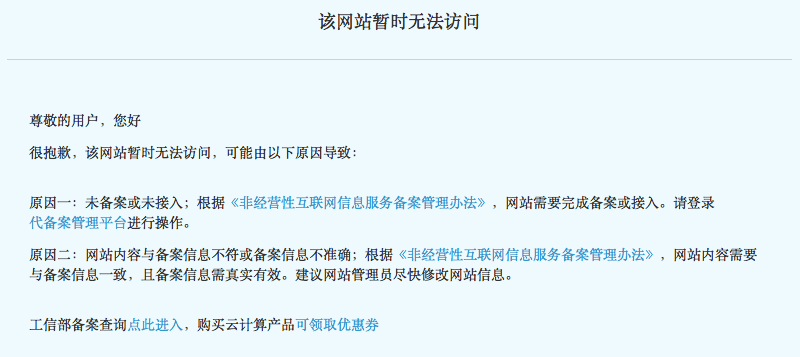 该网站暂时无法访问
尊敬的用户，您好
很抱歉，该网站暂时无法访问，可能由以下原因导致：
原因一：未备案或未接入；根据《非经营性互联网信息服务备案管理办法》，网站需要完成备案或接入。请登录
代备案管理平台进行操作。
原因二：网站内容与备案信息不符或备案信息不准确；根据《非经营性互联网信息服务备案管理办法》，网站内容需要
与备案信息一致，且备案信息需真实有效。建议网站管理员尽快修改网站信息。
工信部备案查询点此进入，购买云计算产品可领取优惠券